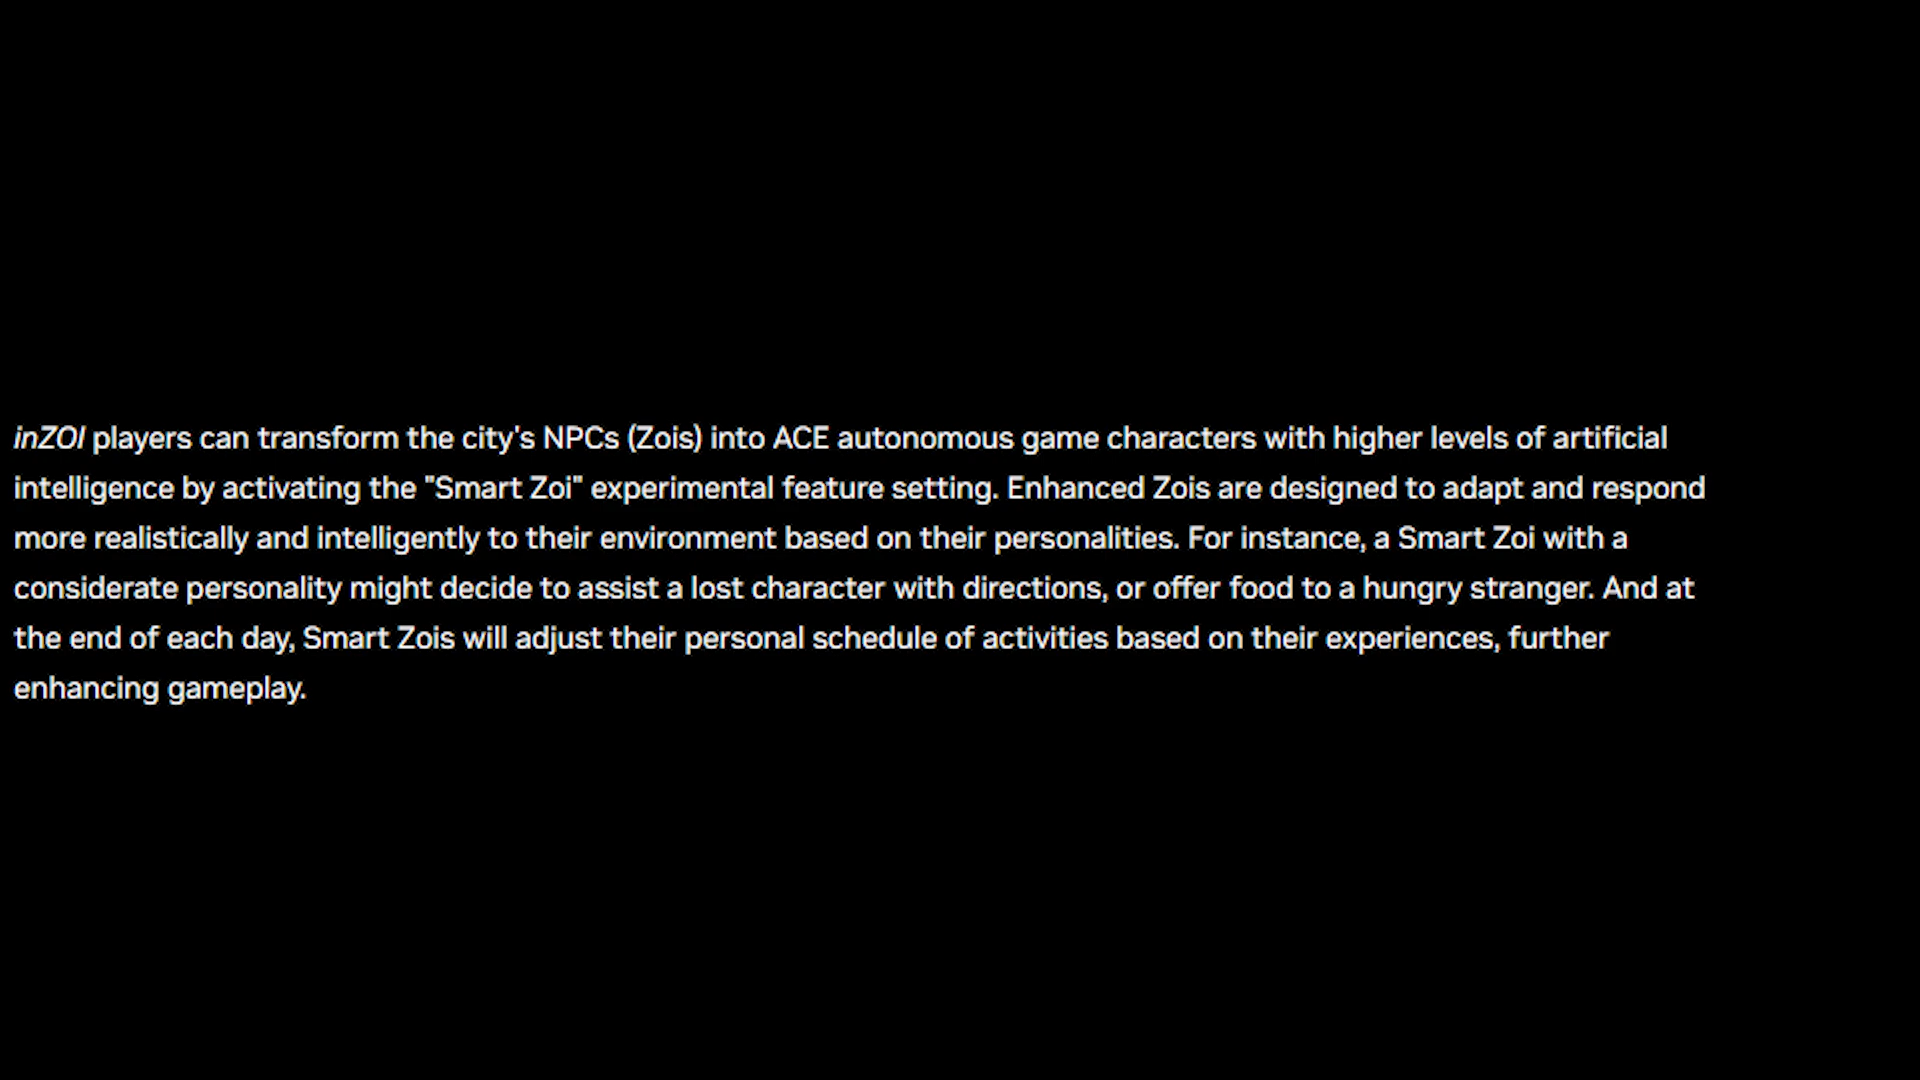 inZOI players can transform the city's NPCs (Zois) into ACE autonomous game characters with higher levels of artificial
intelligence by activating the "Smart Zoi" experimental feature setting. Enhanced Zois are designed to adapt and respond
more realistically and intelligently to their environment based on their personalities. For instance, a Smart Zoi with a
considerate personality might decide to assist a lost character with directions, or offer food to a hungry stranger. And at
the end of each day, Smart Zois will adjust their personal schedule of activities based on their experiences, further
enhancing gameplay.